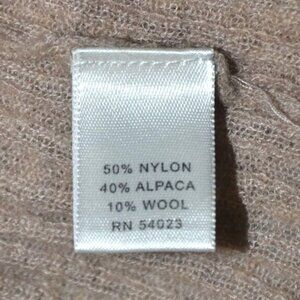 50% NYLON
40% ALPACA
10% WOOL
RN 54023